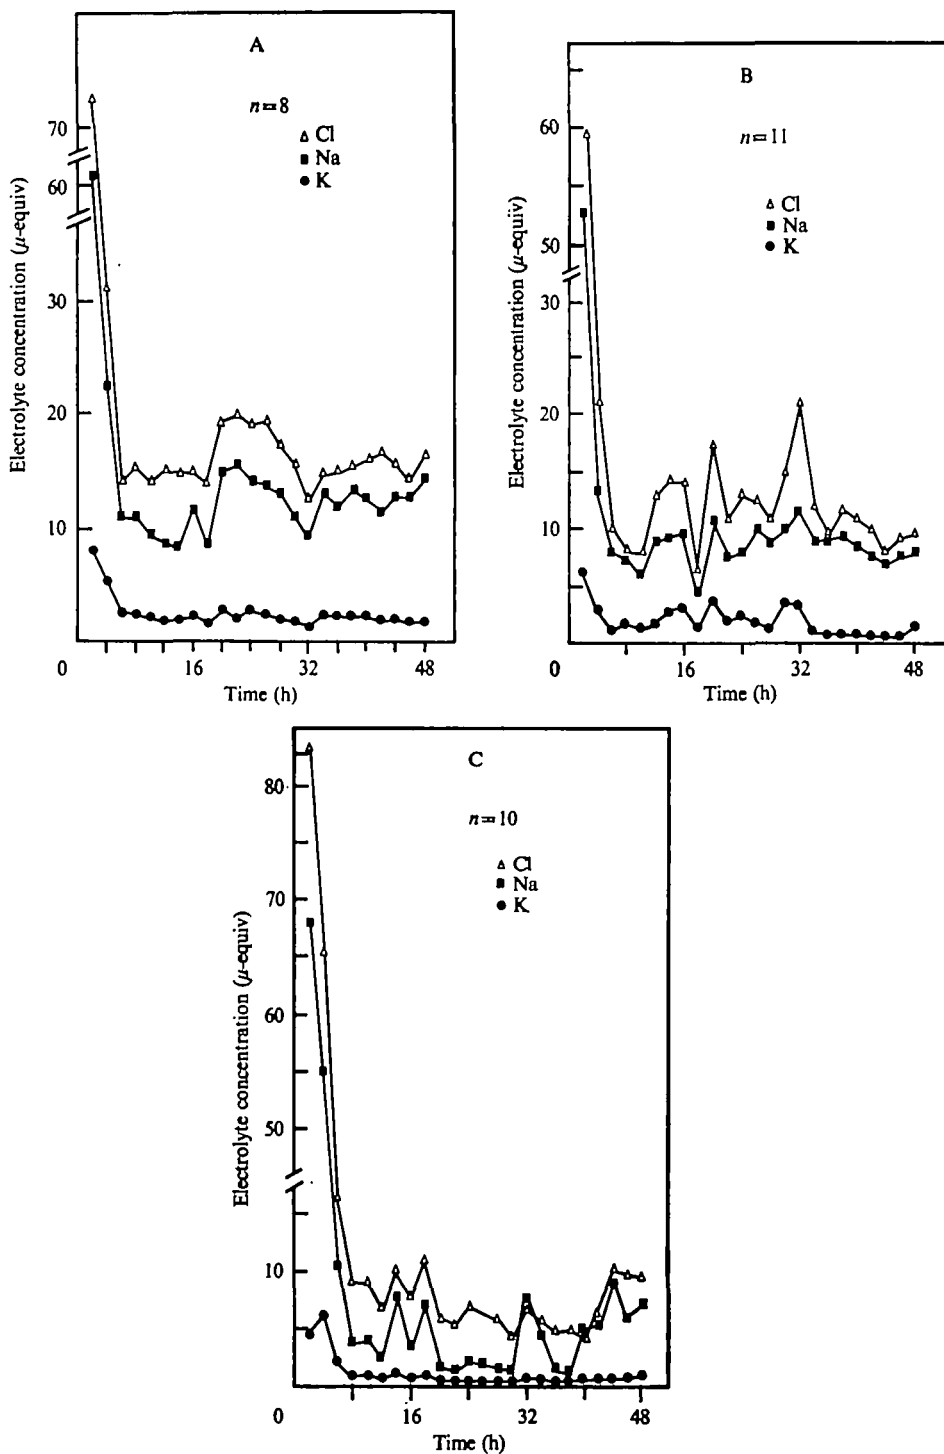 A
n=8
Cl
Na
K
70
60
30
20
10
0
16
32
48
Electrolyte concentration (μ-equiv)
Time (h)
B
n=11
Cl
Na
K
60
50
30
20
10
0
16
32
48
Electrolyte concentration (μ-equiv)
Time (h)
C
n=10
Cl
Na
K
80
70
60
50
10
0
16
32
48
Electrolyte concentration (μ-equiv)
Time (h)